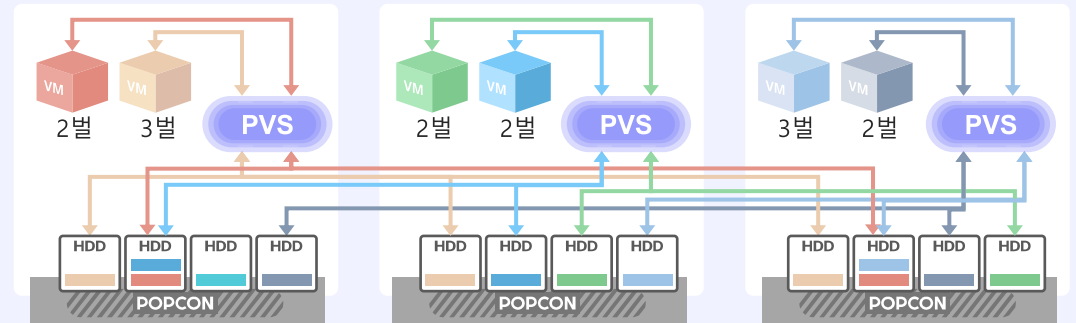 VM VM VM VM VM VM
2벌 3벌 PVS 2벌 2벌 PVS 3벌 2벌 PVS
HDD HDD HDD HDD HDD HDD HDD HDD HDD HDD HDD HDD
POPCON POPCON POPCON